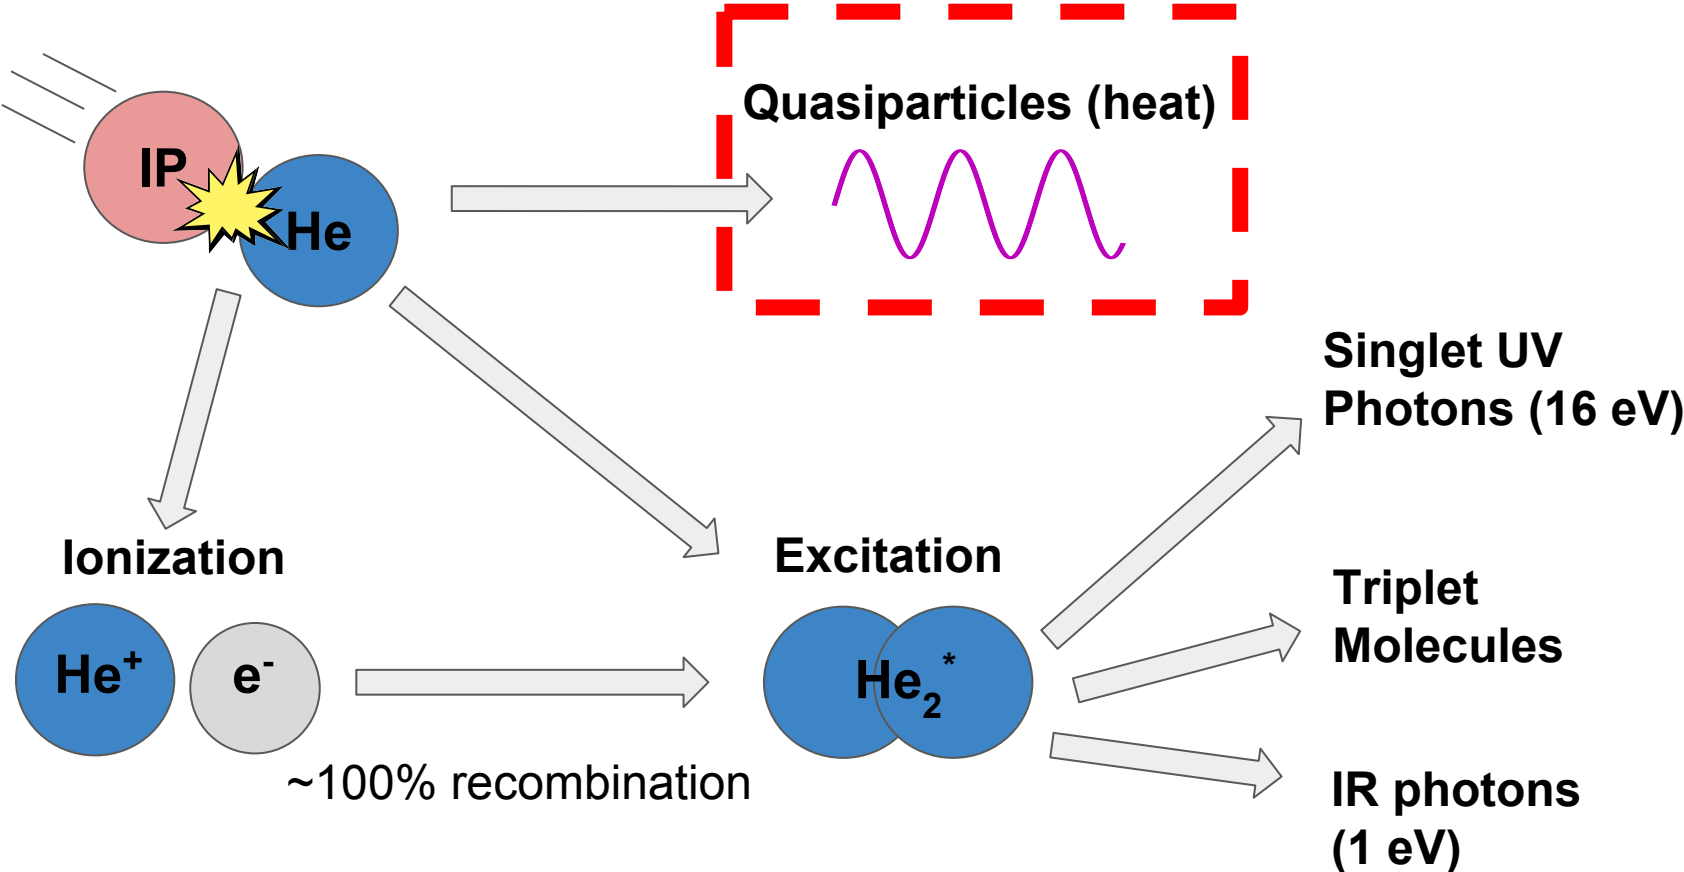 Quasiparticles (heat)
IP
He
Singlet UV
Photons (16 eV)
Ionization
Excitation
Triplet
Molecules
He⁺
e⁻
He₂*
~100% recombination
IR photons
(1 eV)